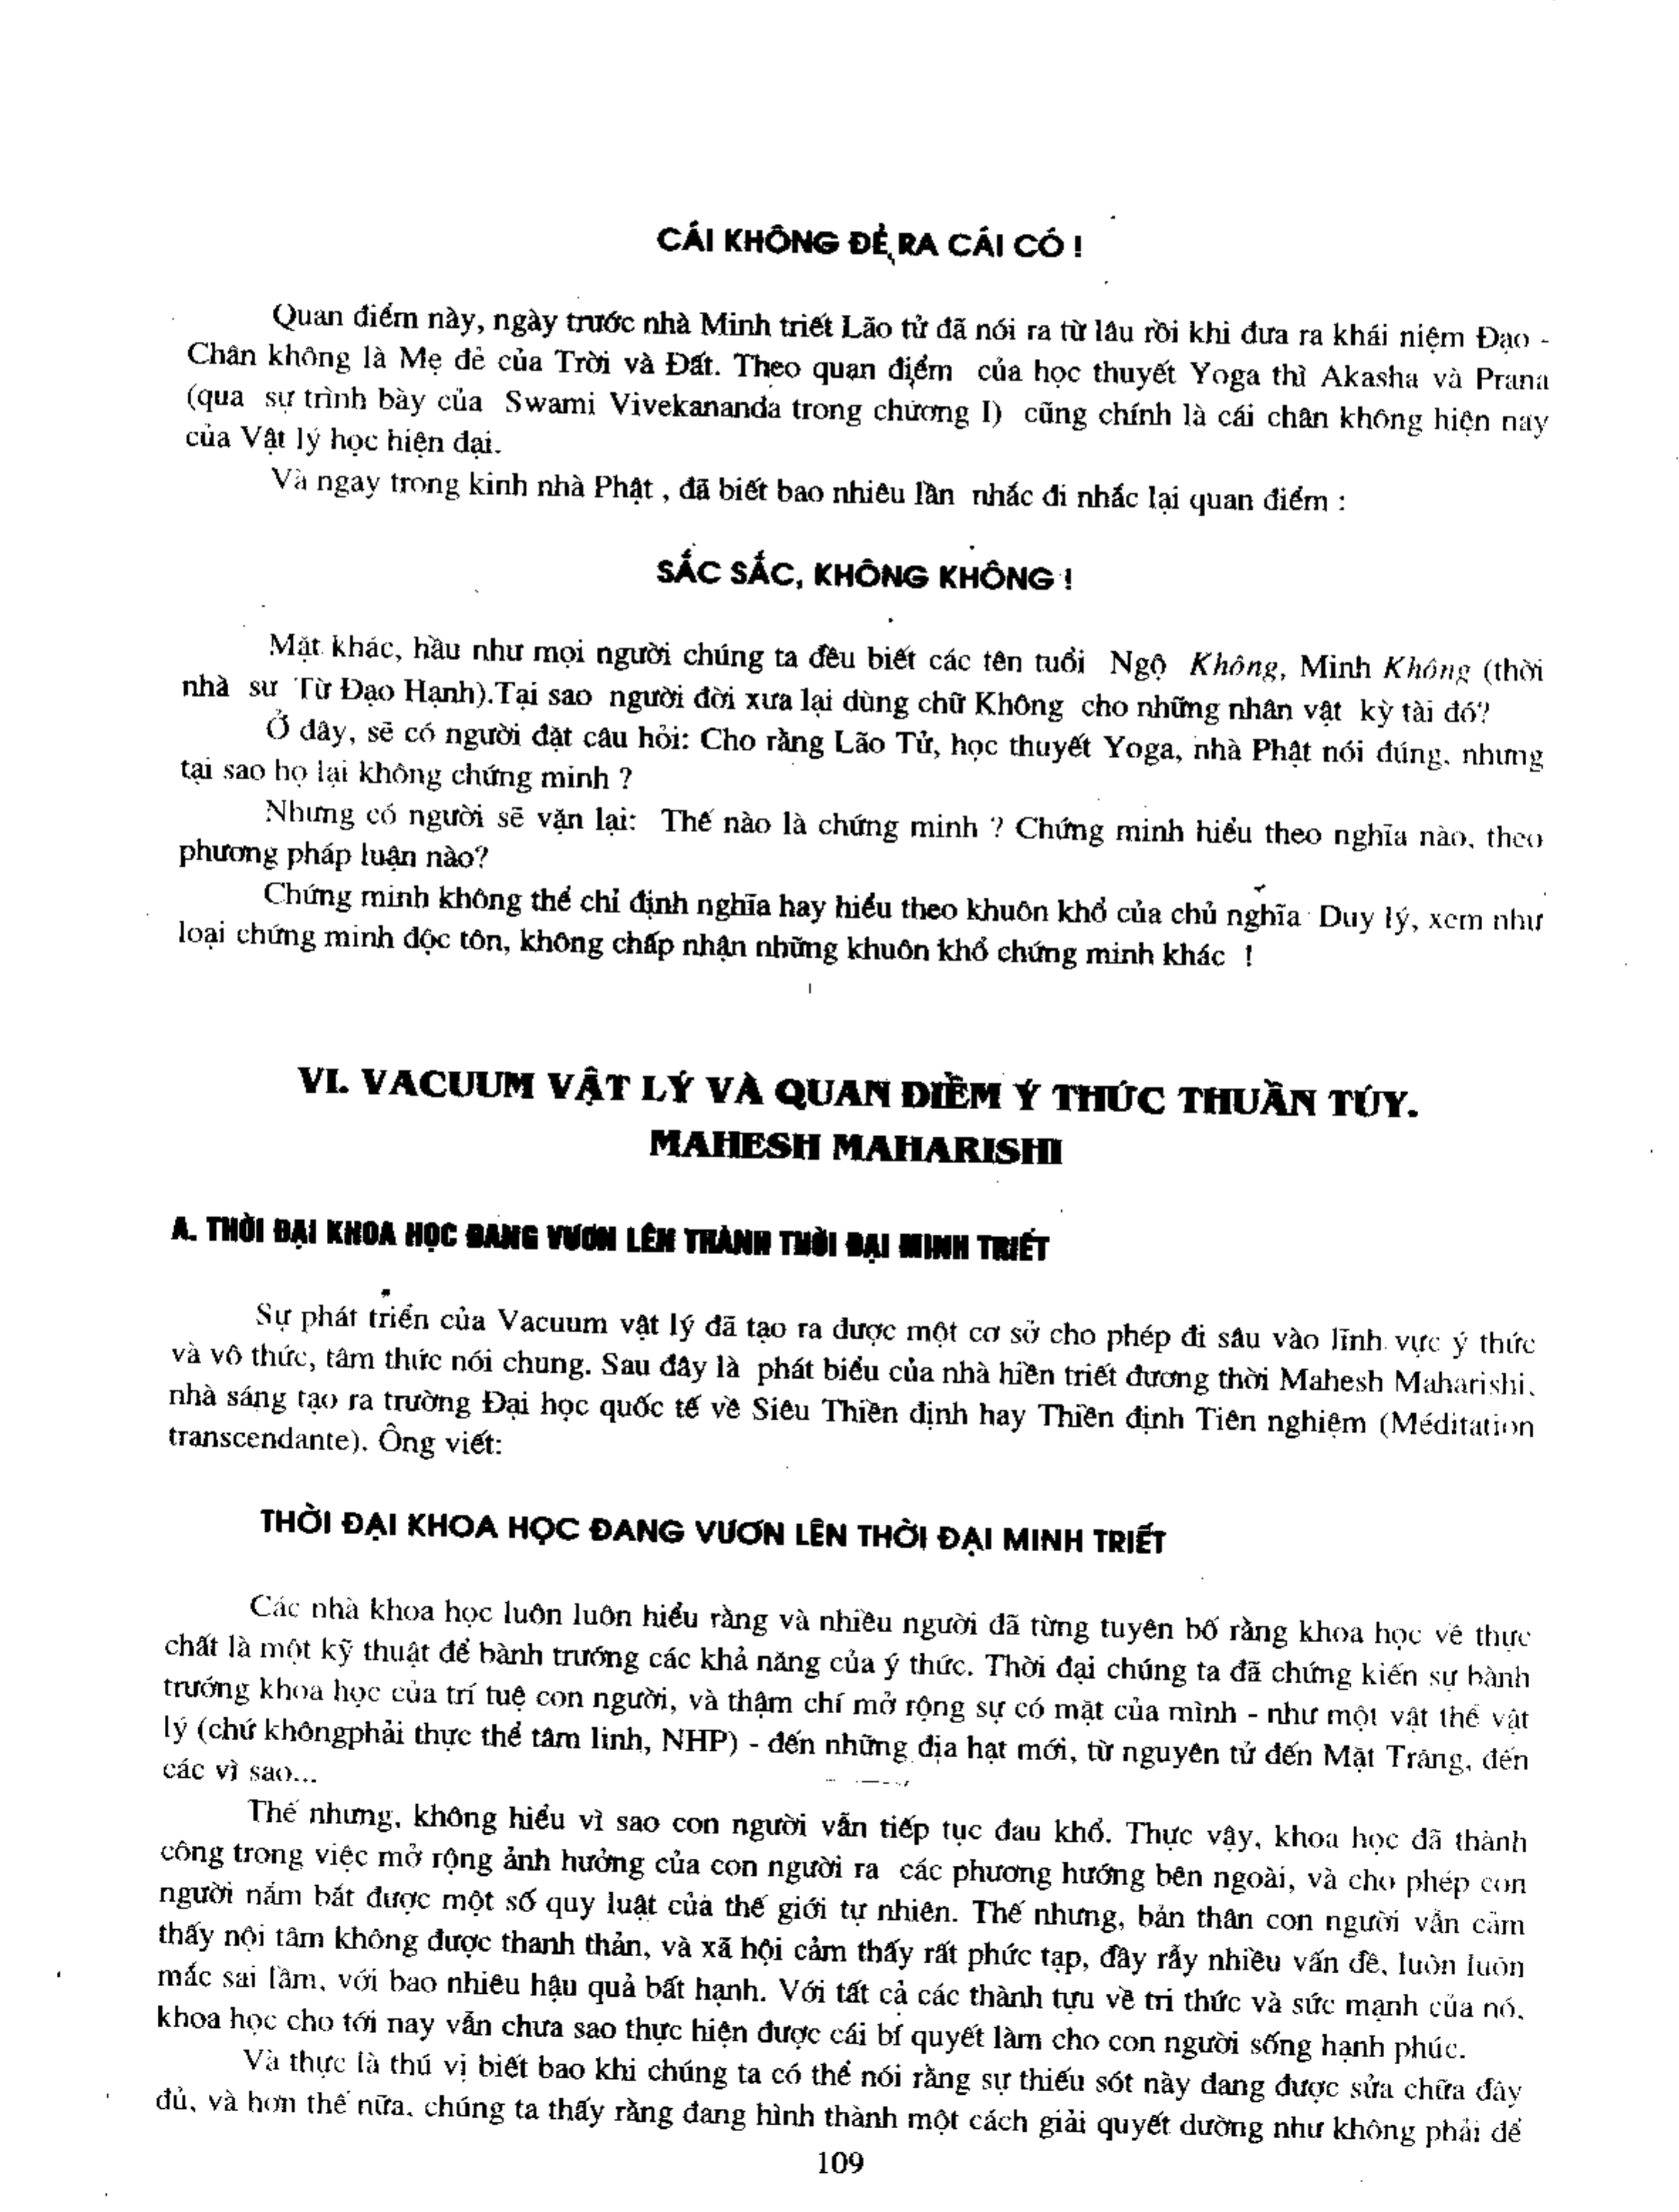 CÁI KHÔNG ĐẺ RA CÁI CÓ !
Quan điểm này, ngày trước nhà Minh triết Lão tử đã nói ra từ lâu rồi khi đưa ra khái niệm Đạo -
Chân không là Mẹ đẻ của Trời và Đất. Theo quan điểm của học thuyết Yoga thì Akasha và Prana
(qua sự trình bày của Swami Vivekananda trong chương I) cũng chính là cái chân không hiện nay
của Vật lý học hiện đại.
Và ngay trong kinh nhà Phật , đã biết bao nhiêu lần nhắc đi nhắc lại quan điểm :
SẮC SẮC, KHÔNG KHÔNG !
Mặt khác, hầu như mọi người chúng ta đều biết các tên tuổi Ngộ Không, Minh Không (thời
nhà sư Từ Đạo Hạnh).Tại sao người đời xưa lại dùng chữ Không cho những nhân vật kỳ tài đó?
Ở đây, sẽ có người đặt câu hỏi: Cho rằng Lão Tử, học thuyết Yoga, nhà Phật nói đúng, nhưng
tại sao họ lại không chứng minh ?
Nhưng có người sẽ vặn lại: Thế nào là chứng minh ? Chứng minh hiểu theo nghĩa nào, theo
phương pháp luận nào?
Chứng minh không thể chỉ định nghĩa hay hiểu theo khuôn khổ của chủ nghĩa Duy lý, xem như
loại chứng minh độc tôn, không chấp nhận những khuôn khổ chứng minh khác !
VI. VACUUM VẬT LÝ VÀ QUAN ĐIỂM Ý THỨC THUẦN TÚY.
MAHESH MAHARISHI
A. THỜI ĐẠI KHOA HỌC ĐANG VƯƠN LÊN THÀNH THỜI ĐẠI MINH TRIẾT
Sự phát triển của Vacuum vật lý đã tạo ra được một cơ sở cho phép đi sâu vào lĩnh vực ý thức
và vô thức, tâm thức nói chung. Sau đây là phát biểu của nhà hiền triết đương thời Mahesh Maharishi,
nhà sáng tạo ra trường Đại học quốc tế về Siêu Thiền định hay Thiền định Tiên nghiệm (Méditation
transcendante). Ông viết:
THỜI ĐẠI KHOA HỌC ĐANG VƯƠN LÊN THỜI ĐẠI MINH TRIẾT
Các nhà khoa học luôn luôn hiểu rằng và nhiều người đã từng tuyên bố rằng khoa học về thực
chất là một kỹ thuật để bành trướng các khả năng của ý thức. Thời đại chúng ta đã chứng kiến sự bành
trướng khoa học của trí tuệ con người, và thậm chí mở rộng sự có mặt của mình - như một vật thể vật
lý (chứ khôngphải thực thể tâm linh, NHP) - đến những địa hạt mới, từ nguyên tử đến Mặt Trăng, đến
các vì sao...
Thế nhưng, không hiểu vì sao con người vẫn tiếp tục đau khổ. Thực vậy, khoa học đã thành
công trong việc mở rộng ảnh hưởng của con người ra các phương hướng bên ngoài, và cho phép con
người nắm bắt được một số quy luật của thế giới tự nhiên. Thế nhưng, bản thân con người vẫn cảm
thấy nội tâm không được thanh thản, và xã hội cảm thấy rất phức tạp, đầy rẫy nhiều vấn đề, luôn luôn
mắc sai lầm, với bao nhiêu hậu quả bất hạnh. Với tất cả các thành tựu về tri thức và sức mạnh của nó,
khoa học cho tới nay vẫn chưa sao thực hiện được cái bí quyết làm cho con người sống hạnh phúc.
Và thực là thú vị biết bao khi chúng ta có thể nói rằng sự thiếu sót này đang được sửa chữa đầy
đủ, và hơn thế nữa, chúng ta thấy rằng đang hình thành một cách giải quyết dường như không phải để
109